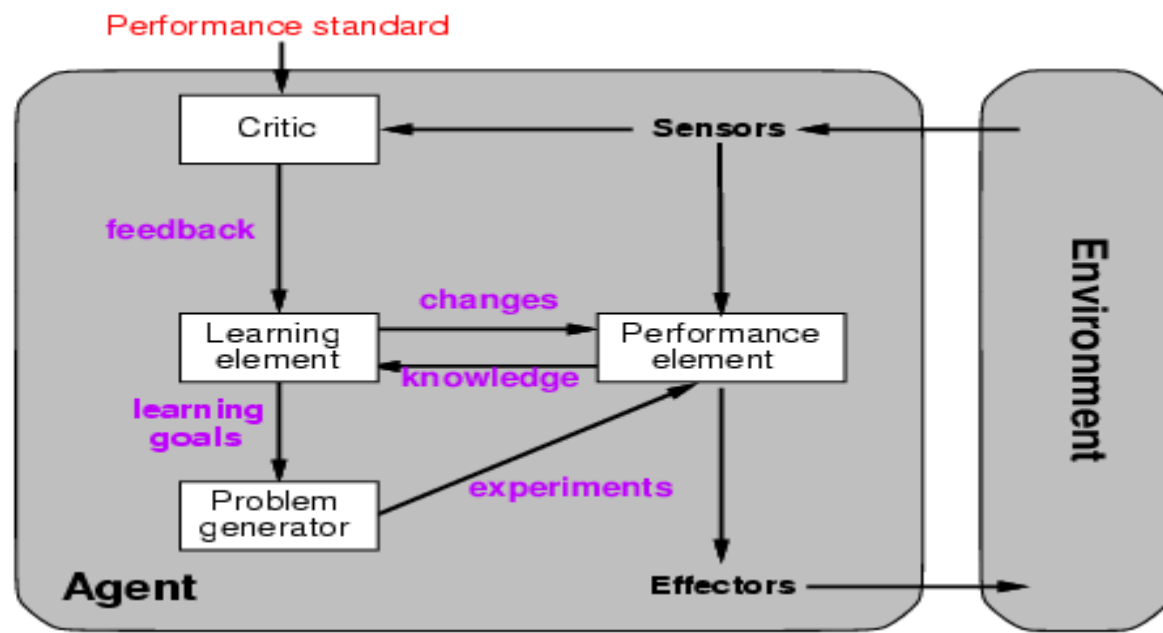 Performance standard
Critic
Sensors
feedback
changes
Learning
element
Performance
element
knowledge
learning
goals
experiments
Problem
generator
Agent
Effectors
Environment